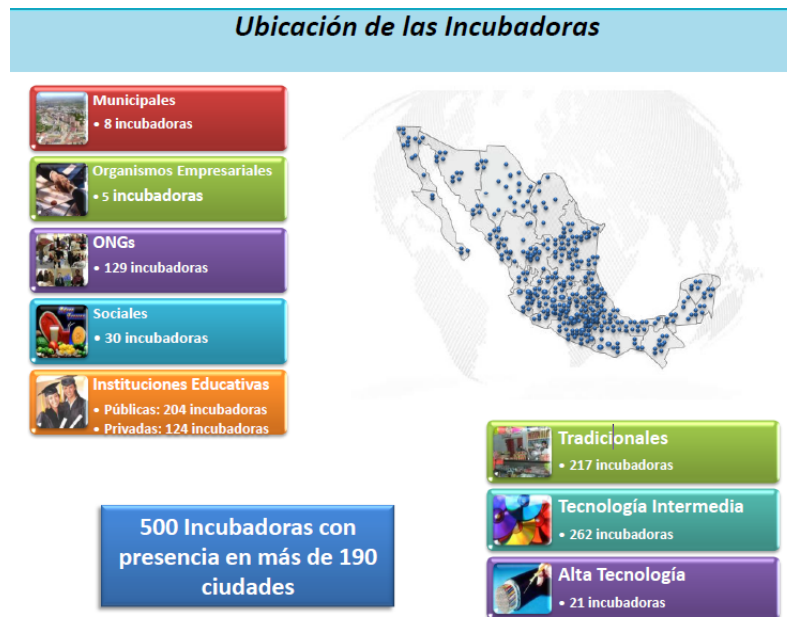 Ubicación de las Incubadoras
Municipales
• 8 incubadoras
Organismos Empresariales
• 5 incubadoras
ONGs
• 129 incubadoras
Sociales
• 30 incubadoras
Instituciones Educativas
• Públicas: 204 incubadoras
• Privadas: 124 incubadoras
500 Incubadoras con
presencia en más de 190
ciudades
Tradicionales
• 217 incubadoras
Tecnología Intermedia
• 262 incubadoras
Alta Tecnología
• 21 incubadoras